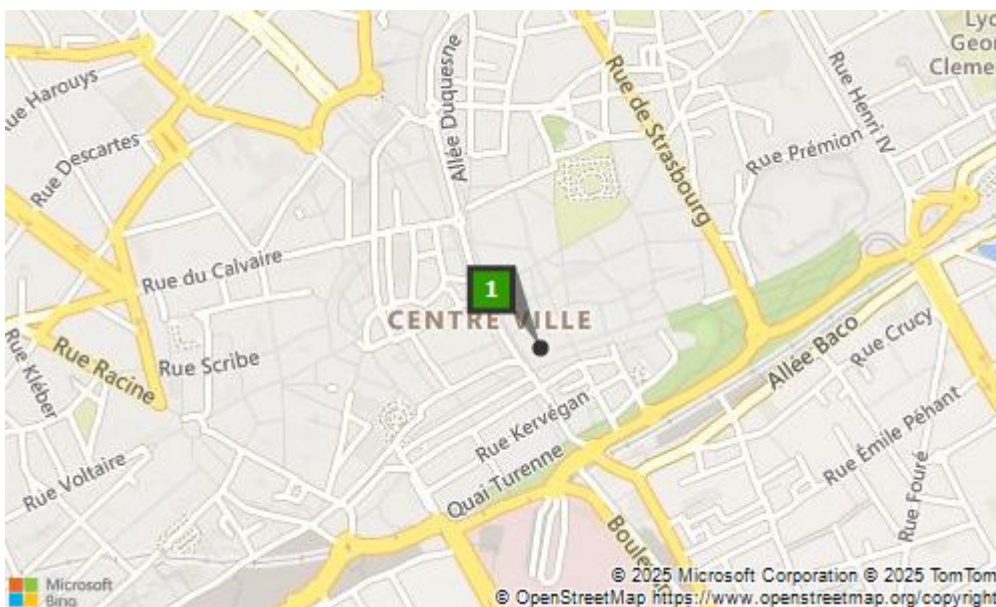 Lyc
Geor
Cleme
Rue Harouys
Rue Descartes
Allée Duquesne
Rue de Strasbourg
Rue Henri IV
Rue Prémion
Rue du Calvaire
1
CENTRE VILLE
Rue Kléber
Rue Racine
Rue Scribe
Allée Baco
Rue Crucy
Rue Kervégan
Rue Voltaire
Quai Turenne
Rue Émile Péhant
Rue Fouré
Boulev
Microsoft
Bing
© 2025 Microsoft Corporation © 2025 TomTom
© OpenStreetMap https://www.openstreetmap.org/copyright